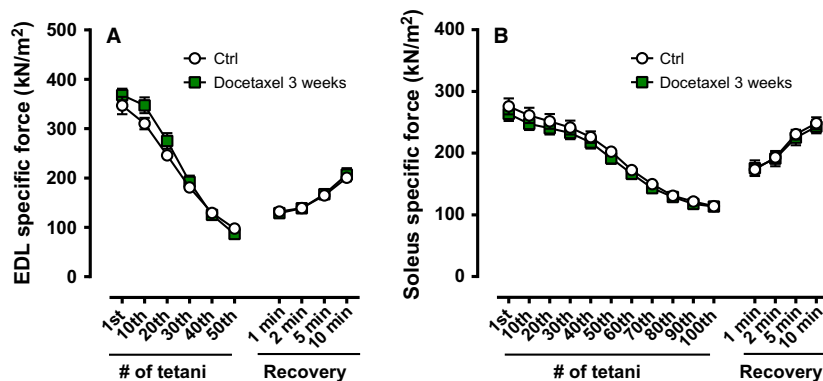 A
EDL specific force (kN/m²)
500
400
300
200
100
0
Ctrl
Docetaxel 3 weeks
1st
10th
20th
30th
40th
50th
1 min
2 min
5 min
10 min
# of tetani
Recovery
B
Soleus specific force (kN/m²)
400
300
200
100
0
Ctrl
Docetaxel 3 weeks
1st
10th
20th
30th
40th
50th
60th
70th
80th
90th
100th
1 min
2 min
5 min
10 min
# of tetani
Recovery